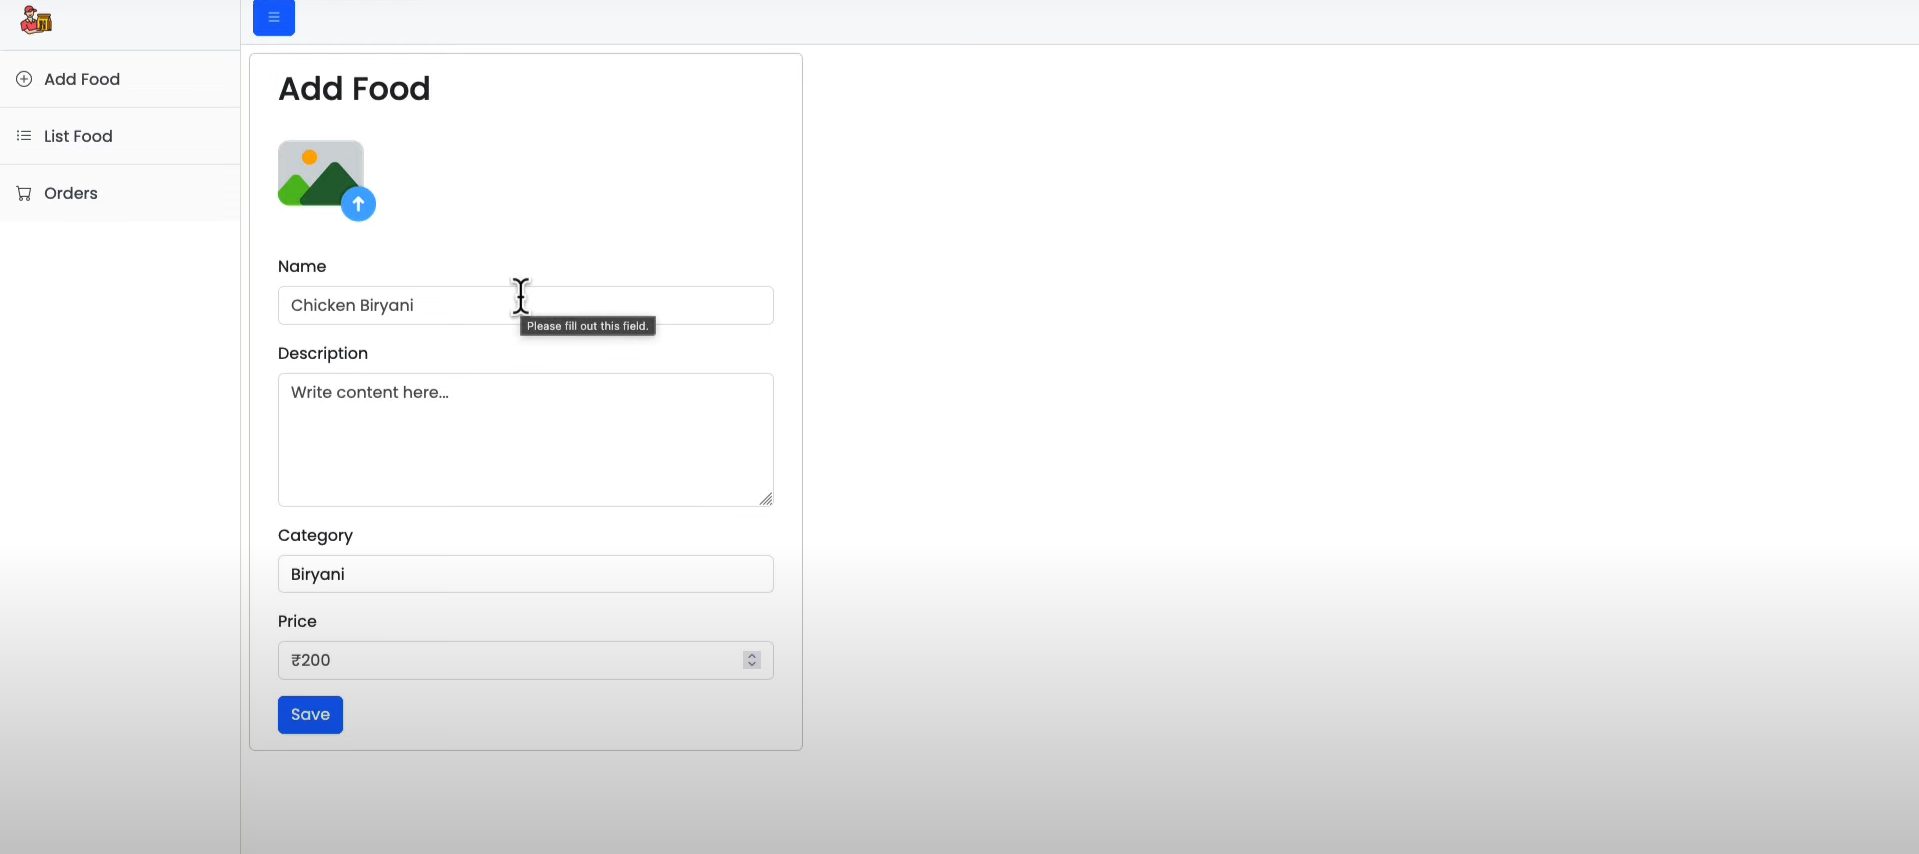 Add Food
List Food
Orders
Add Food
Name
Chicken Biryani
Please fill out this field.
Description
Write content here...
Category
Biryani
Price
₹200
Save